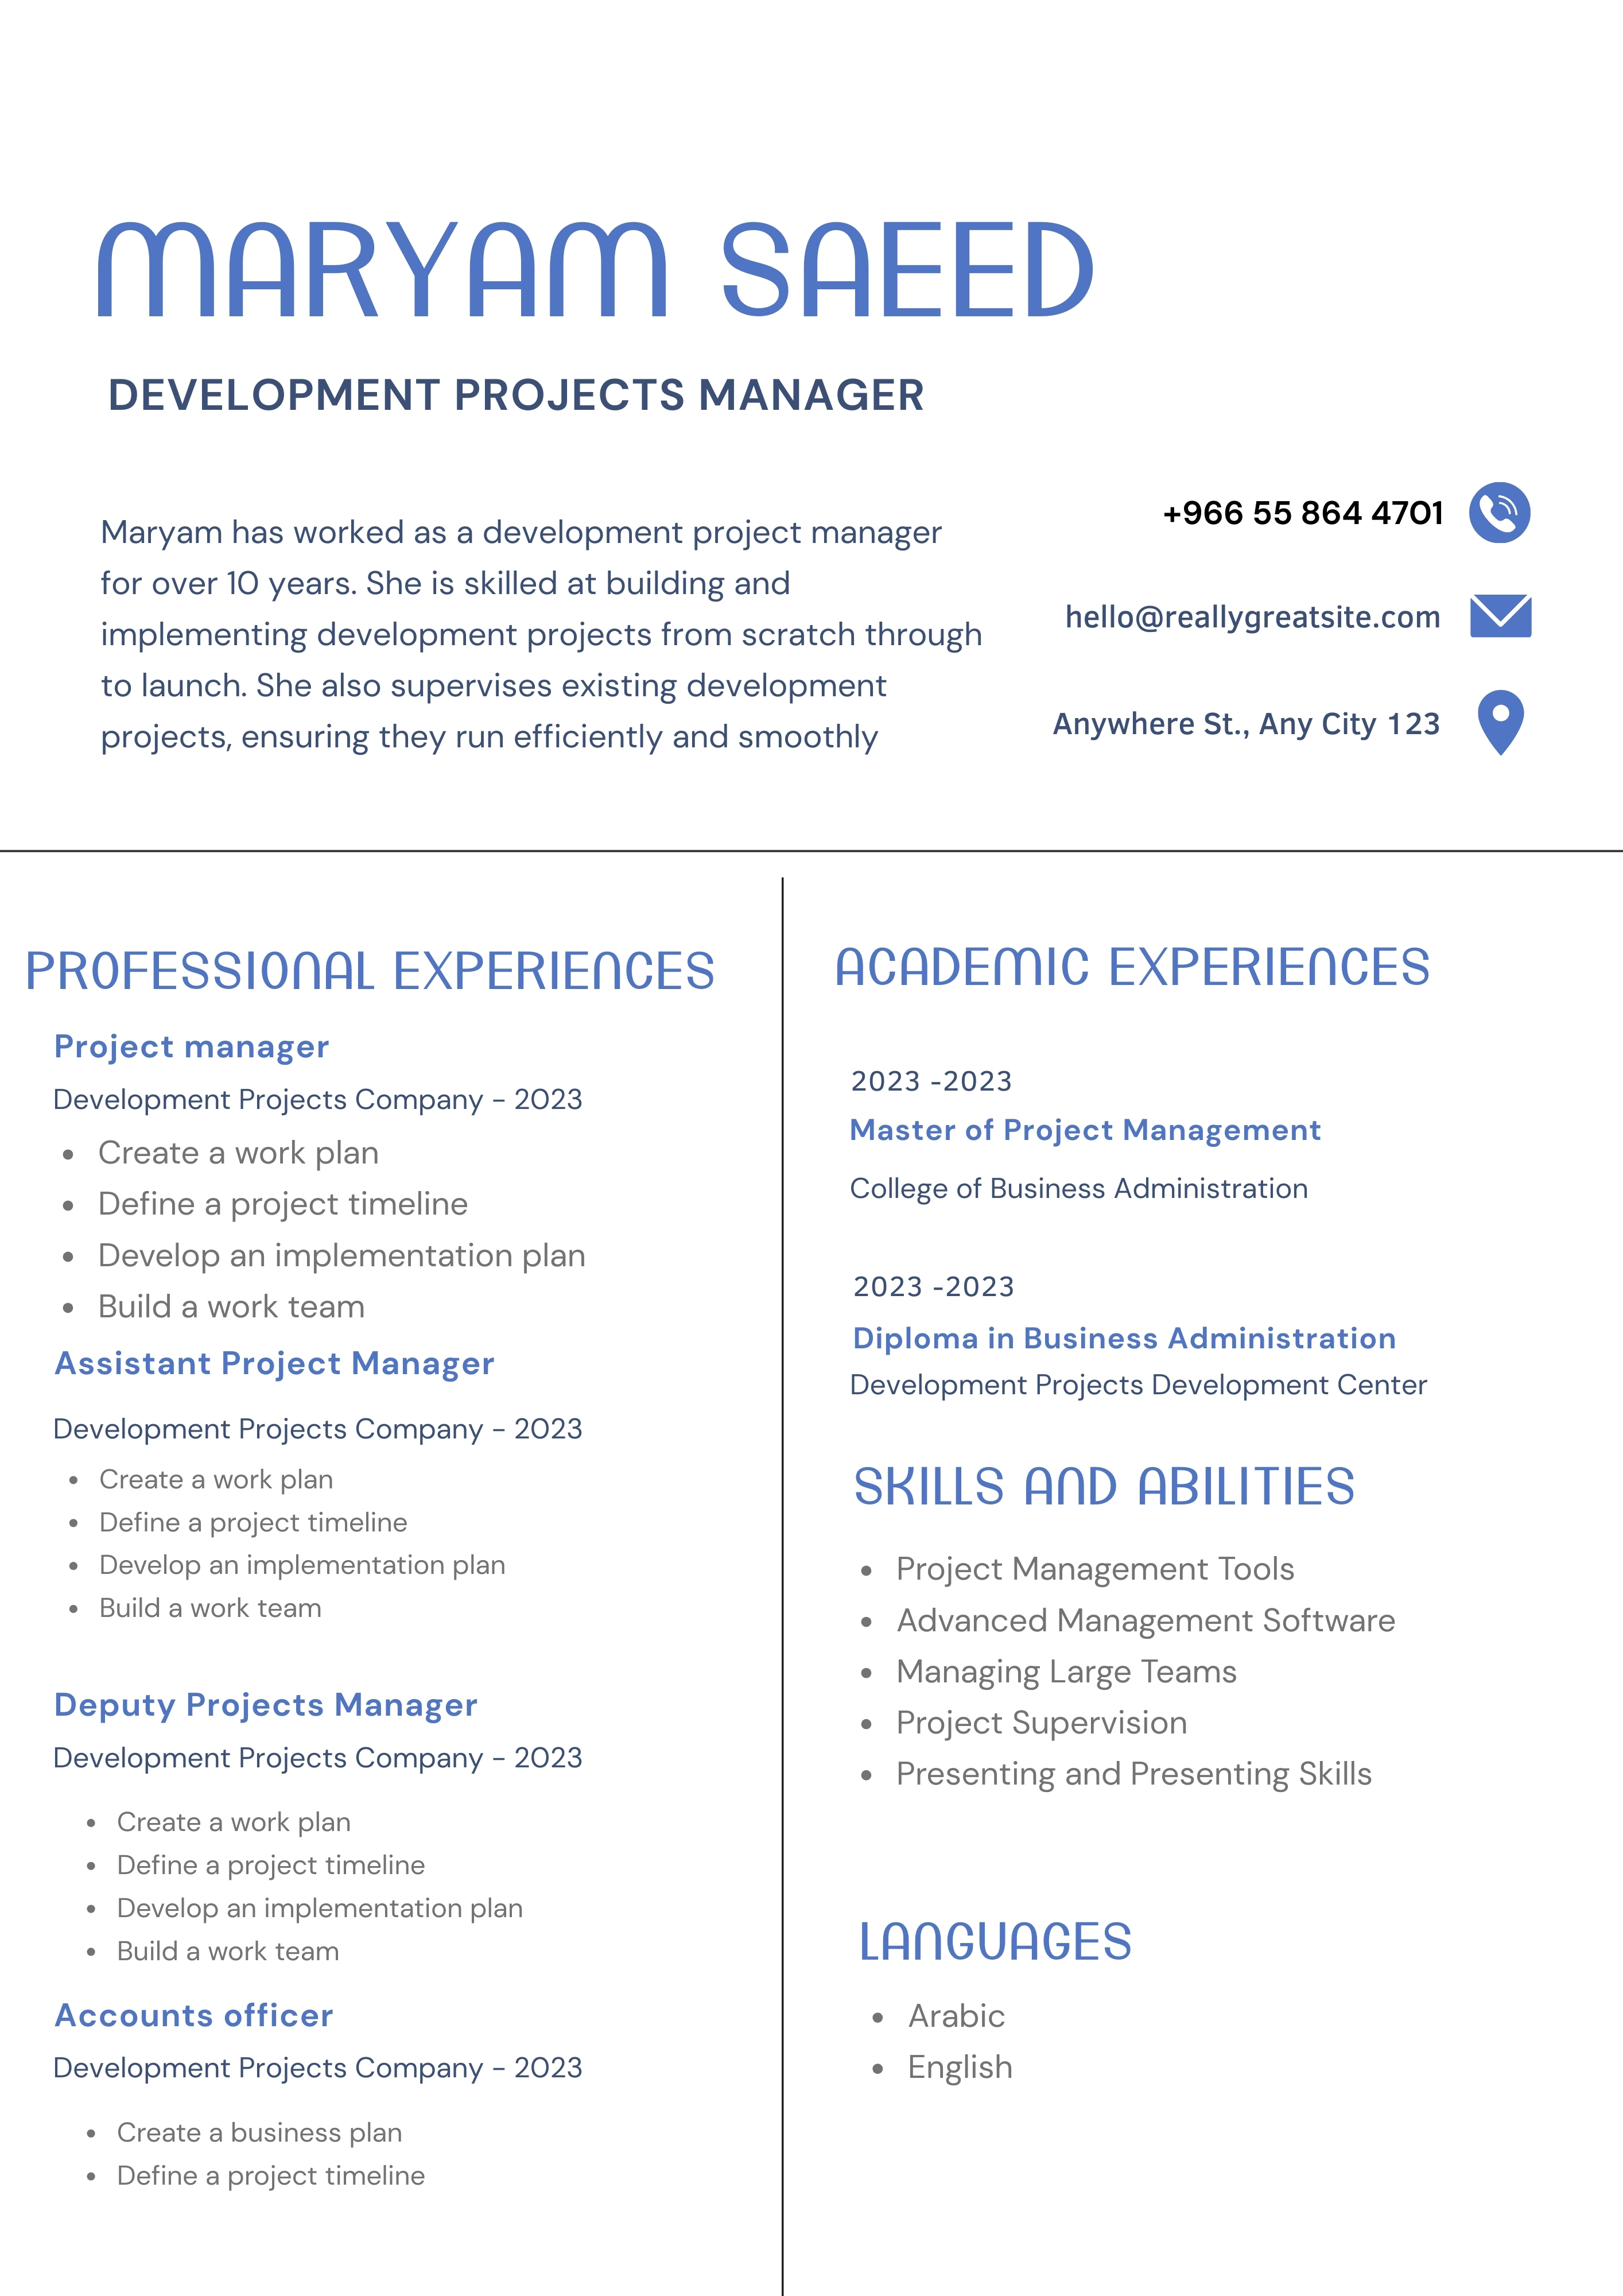 MARYAM SAEED
DEVELOPMENT PROJECTS MANAGER
Maryam has worked as a development project manager
for over 10 years. She is skilled at building and
implementing development projects from scratch through
to launch. She also supervises existing development
projects, ensuring they run efficiently and smoothly
+966 55 864 4701
hello@reallygreatsite.com
Anywhere St., Any City 123
PROFESSIONAL EXPERIENCES
Project manager
Development Projects Company - 2023
• Create a work plan
• Define a project timeline
• Develop an implementation plan
• Build a work team
Assistant Project Manager
Development Projects Company - 2023
• Create a work plan
• Define a project timeline
• Develop an implementation plan
• Build a work team
Deputy Projects Manager
Development Projects Company - 2023
• Create a work plan
• Define a project timeline
• Develop an implementation plan
• Build a work team
Accounts officer
Development Projects Company - 2023
• Create a business plan
• Define a project timeline
ACADEMIC EXPERIENCES
2023 -2023
Master of Project Management
College of Business Administration
2023 -2023
Diploma in Business Administration
Development Projects Development Center
SKILLS AND ABILITIES
• Project Management Tools
• Advanced Management Software
• Managing Large Teams
• Project Supervision
• Presenting and Presenting Skills
LANGUAGES
• Arabic
• English